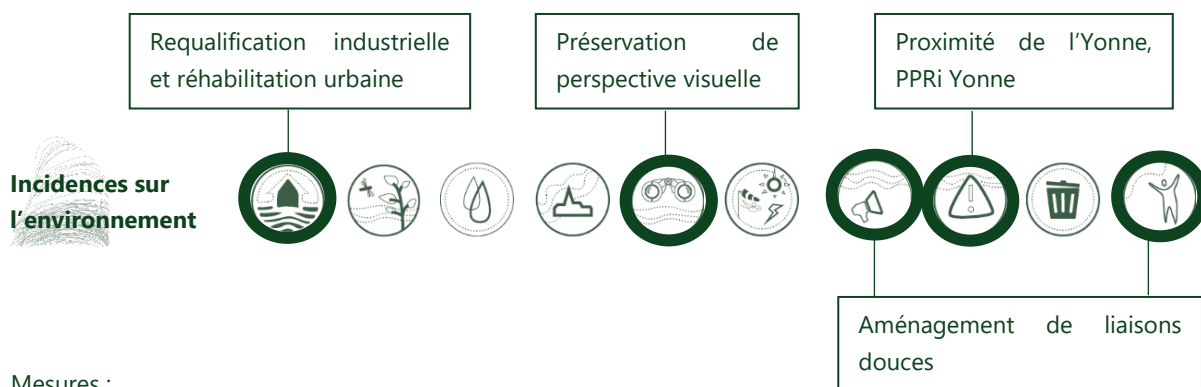 Requalification industrielle
et réhabilitation urbaine
Préservation de
perspective visuelle
Proximité de l'Yonne,
PPRi Yonne
Incidences sur
l'environnement
Aménagement de liaisons
douces
Mesures :